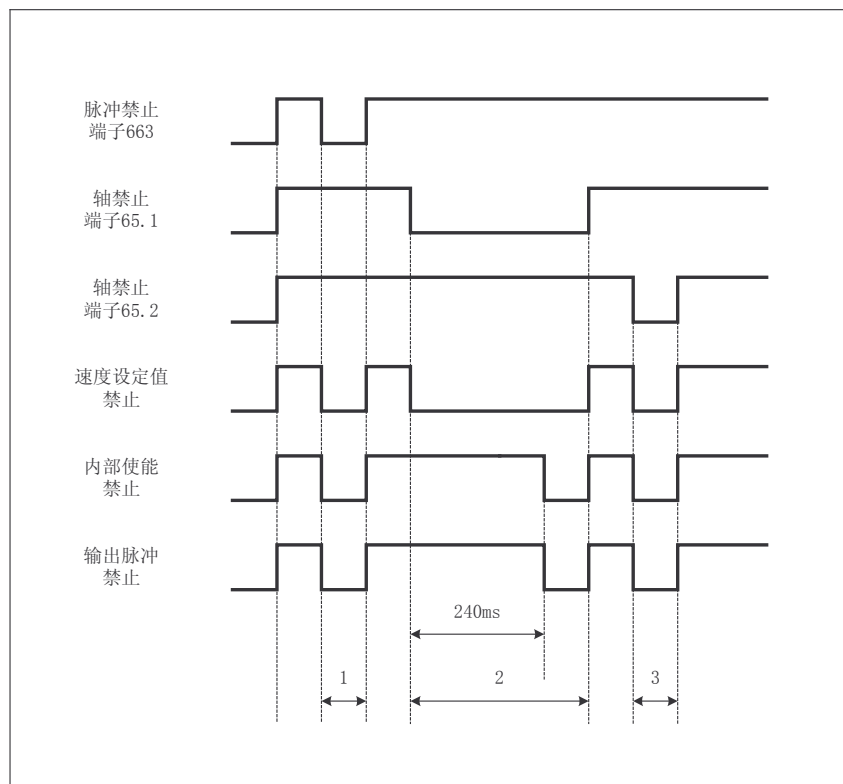 脉冲禁止
端子663
轴禁止
端子65.1
轴禁止
端子65.2
速度设定值
禁止
内部使能
禁止
输出脉冲
禁止
240ms
1
2
3